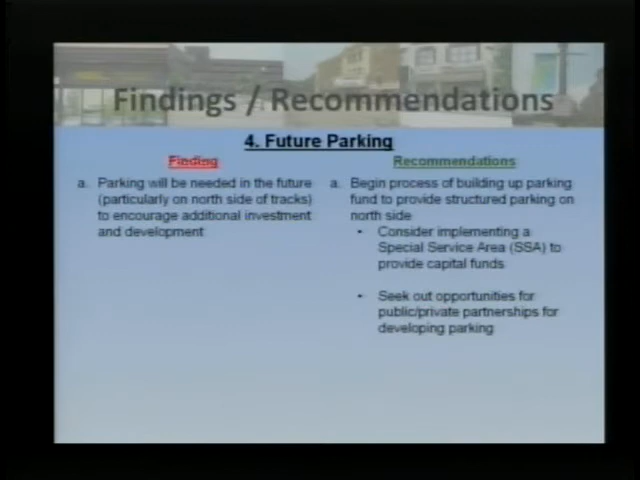 Findings / Recommendations
4. Future Parking
Finding
a. Parking will be needed in the future
(particularly on north side of tracks)
to encourage additional investment
and development
Recommendations
a. Begin process of building up parking
fund to provide structured parking on
north side
• Consider implementing a
Special Service Area (SSA) to
provide capital funds
• Seek out opportunities for
public/private partnerships for
developing parking